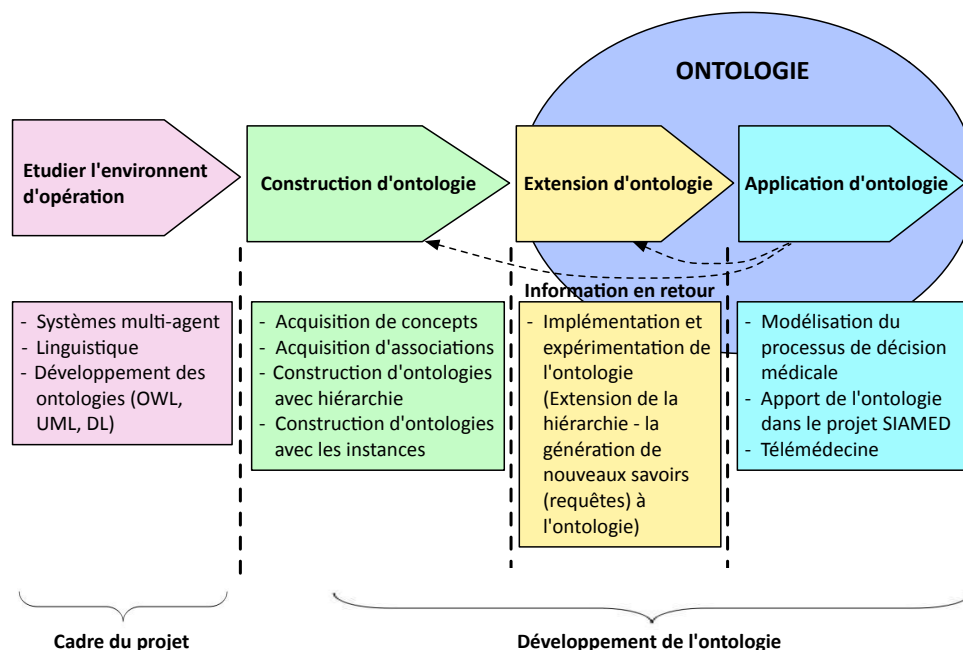 ONTOLOGIE
Etudier l'environnent
d'opération
Construction d'ontologie
Extension d'ontologie
Application d'ontologie
Information en retour
- Systèmes multi-agent
- Linguistique
- Développement des
ontologies (OWL,
UML, DL)
- Acquisition de concepts
- Acquisition d'associations
- Construction d'ontologies
avec hiérarchie
- Construction d'ontologies
avec les instances
- Implémentation et
expérimentation de
l'ontologie
(Extension de la
hiérarchie - la
génération de
nouveaux savoirs
(requêtes) à
l'ontologie)
- Modélisation du
processus de décision
médicale
- Apport de l'ontologie
dans le projet SIAMED
- Télémédecine
Cadre du projet
Développement de l'ontologie